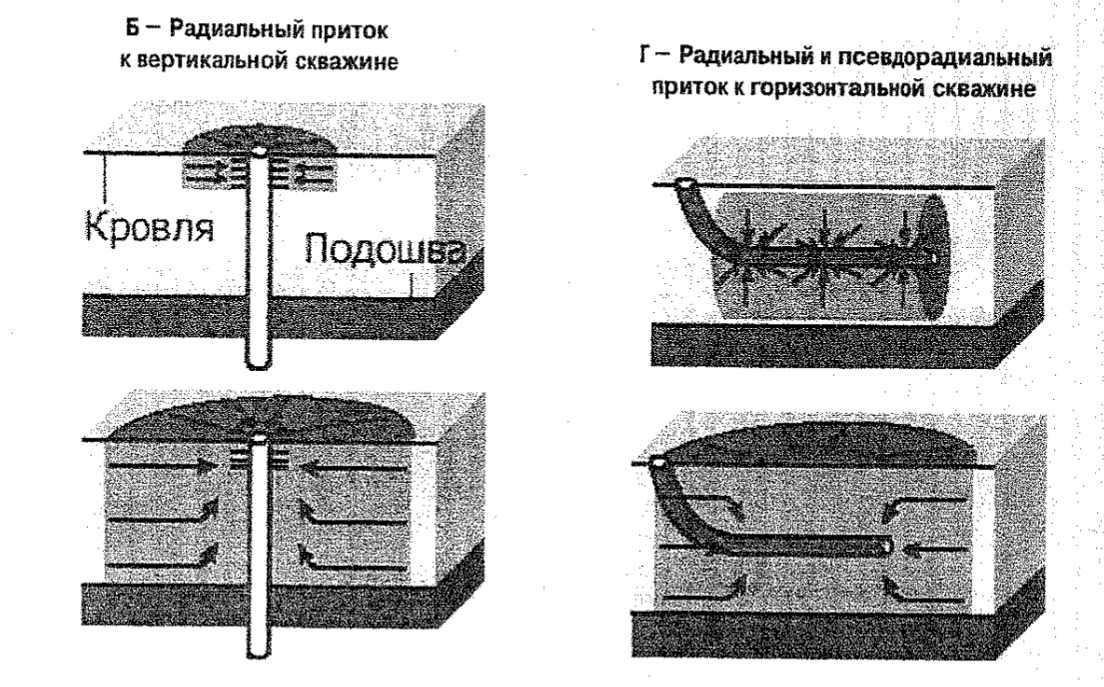 Б — Радиальный приток
к вертикальной скважине
Г — Радиальный и псевдорадиальный
приток к горизонтальной скважине
Кровля
Подошва